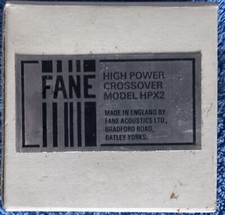 FANE
HIGH POWER
CROSSOVER
MODEL HPX2
MADE IN ENGLAND BY
FANE ACOUSTICS LTD.,
BRADFORD ROAD,
BATLEY YORKS.